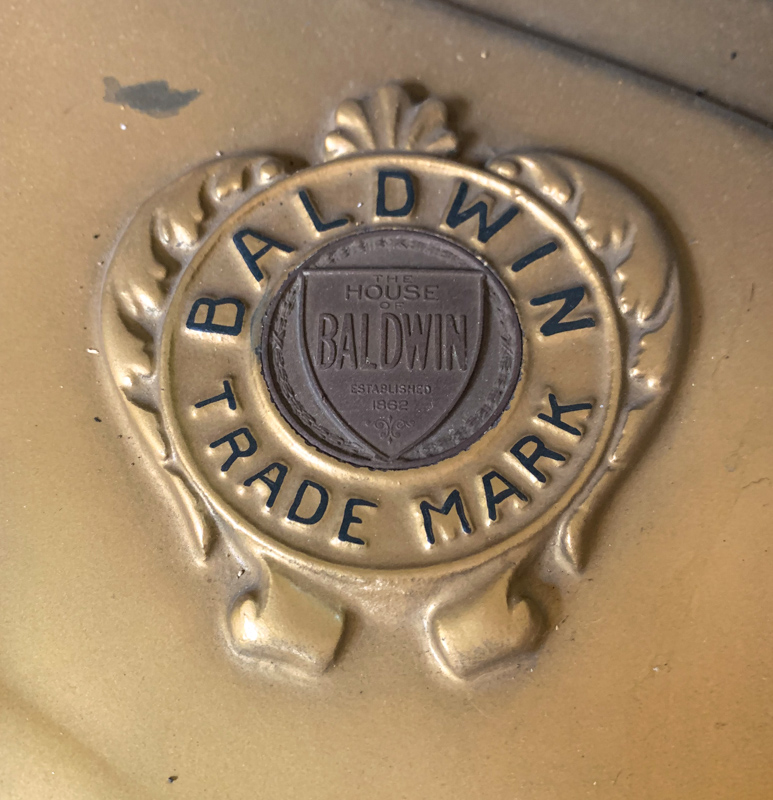 BALDWIN
THE
HOUSE
OF
BALDWIN
ESTABLISHED
1862
TRADE MARK